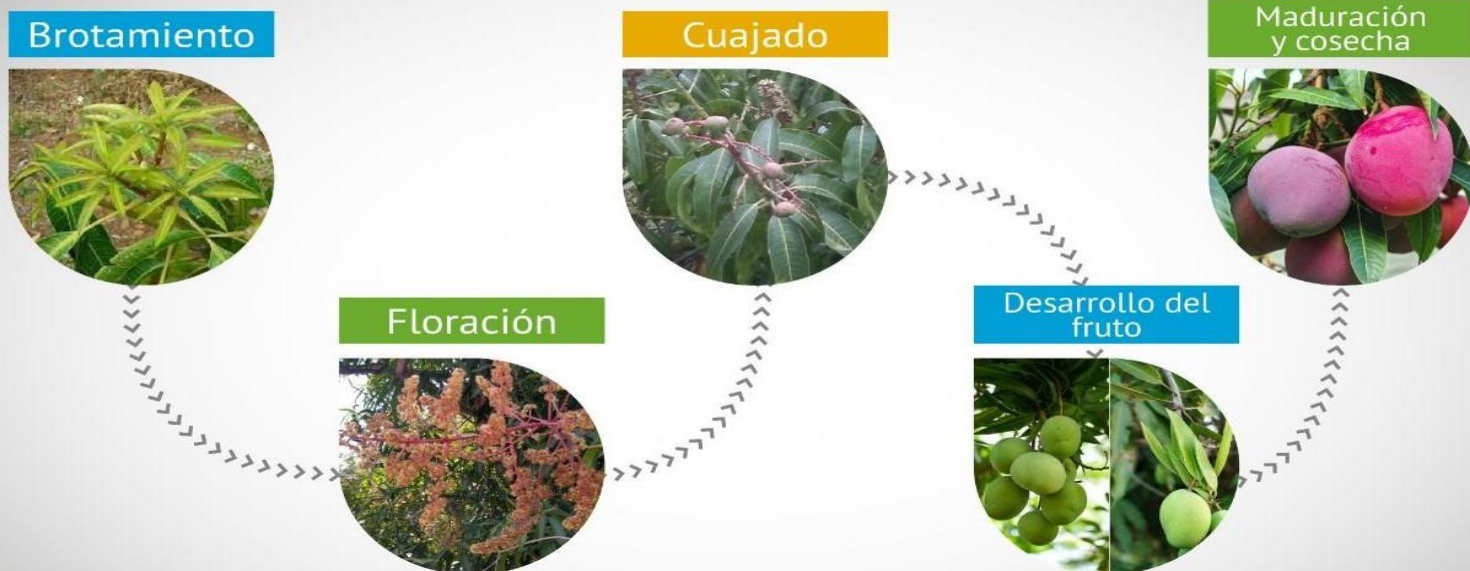 Brotamiento
Floración
Cuajado
Desarrollo del
fruto
Maduración
y cosecha